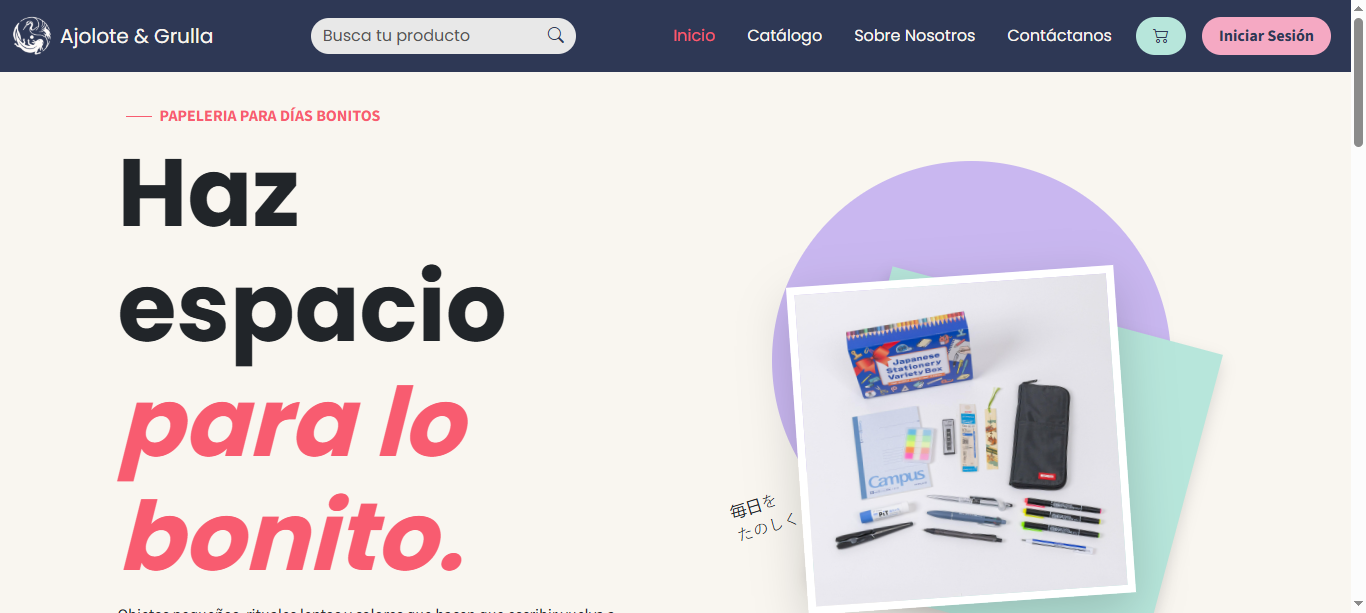 Ajolote & Grulla
Busca tu producto
Inicio
Catálogo
Sobre Nosotros
Contáctanos
Iniciar Sesión
PAPELERIA PARA DÍAS BONITOS
Haz
espacio
para lo
bonito.
Japanese
Stationery
Variety Box
Campus
PiT
毎日を
たのしく